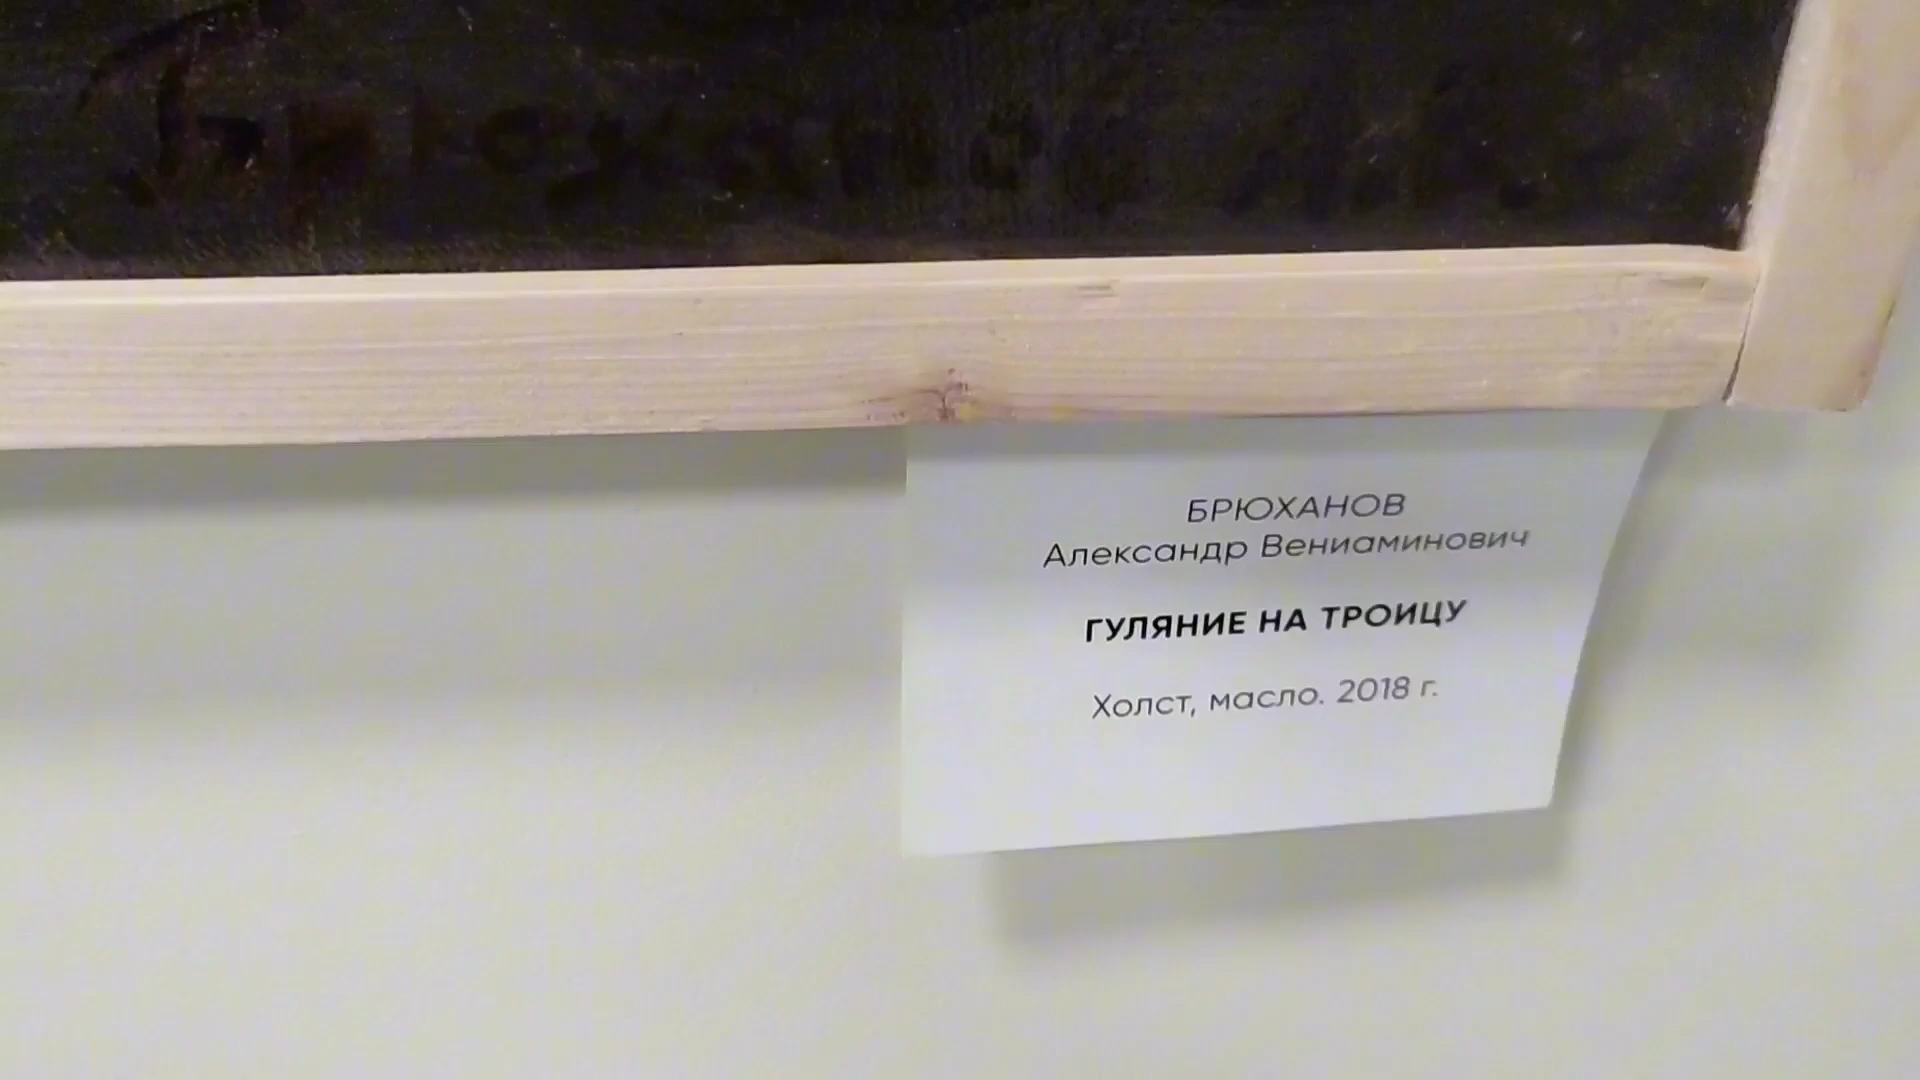 БРЮХАНОВ
Александр Вениаминович
ГУЛЯНИЕ НА ТРОИЦУ
Холст, масло. 2018 г.